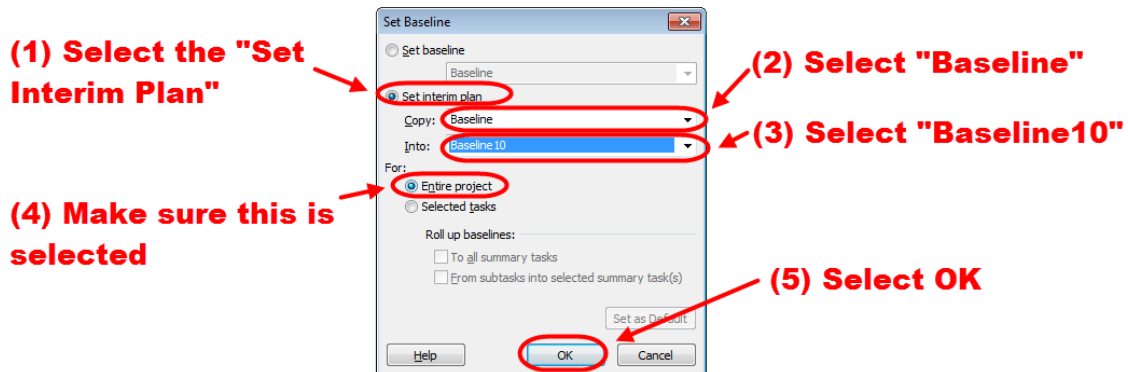 Set Baseline
(1) Select the "Set
Interim Plan"
Set baseline
Baseline
Set interim plan
Copy: Baseline
(2) Select "Baseline"
Into: Baseline10
(3) Select "Baseline10"
For:
Entire project
Selected tasks
(4) Make sure this is
selected
Roll up baselines:
To all summary tasks
From subtasks into selected summary task(s)
(5) Select OK
Set as Default
Help
OK
Cancel